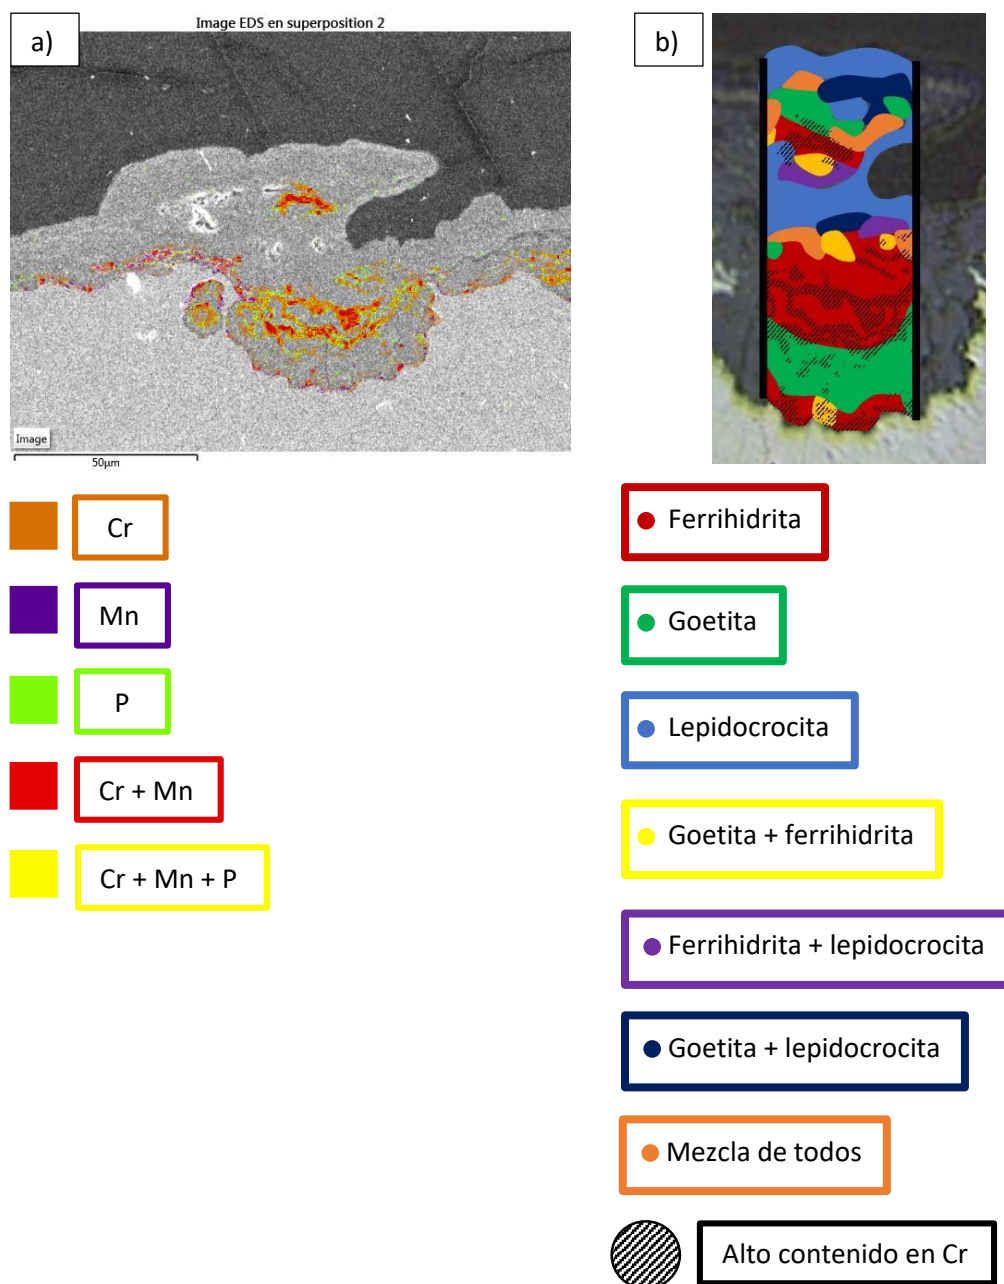 Image EDS en superposition 2
a)
b)
Image
50µm
Cr
Mn
P
Cr + Mn
Cr + Mn + P
Ferrihidrita
Goetita
Lepidocrocita
Goetita + ferrihidrita
Ferrihidrita + lepidocrocita
Goetita + lepidocrocita
Mezcla de todos
Alto contenido en Cr